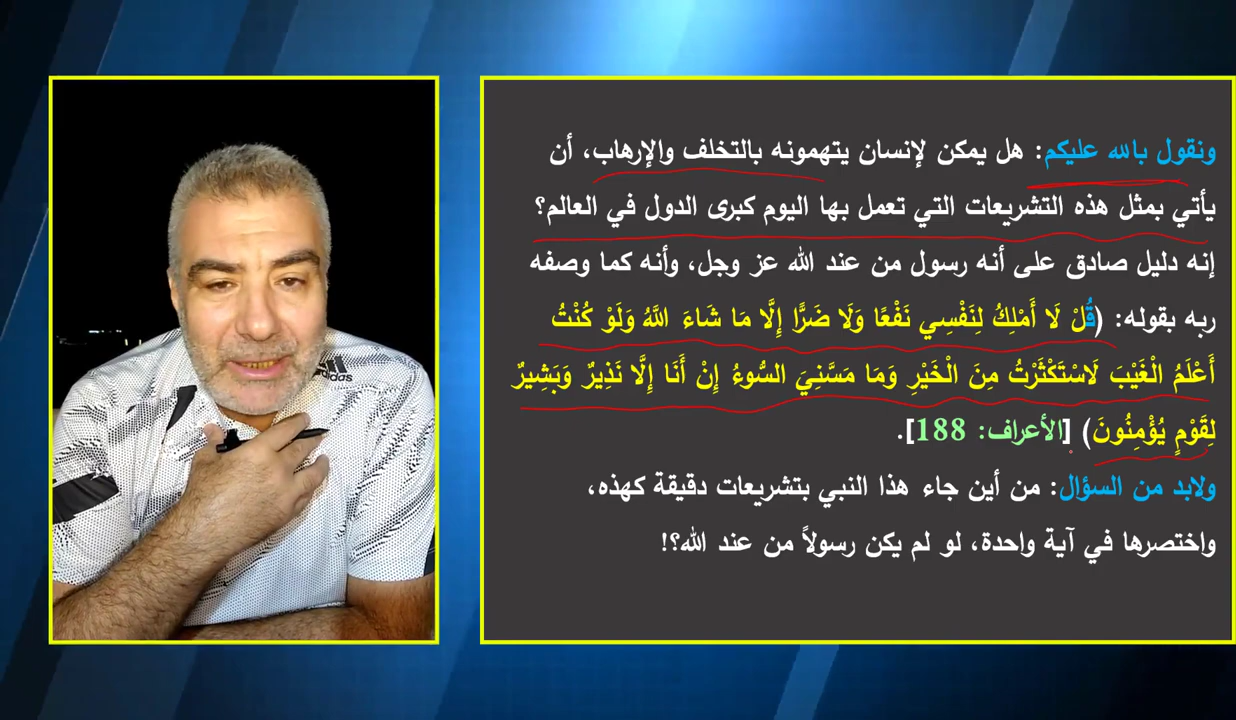 ونقول بالله عليكم: هل يمكن لإنسان يتهمونه بالتخلف والإرهاب، أن
يأتي بمثل هذه التشريعات التي تعمل بها اليوم كبرى الدول في العالم؟
إنه دليل صادق على أنه رسول من عند الله عز وجل، وأنه كما وصفه
ربه بقوله: (قُلْ لَا أَمْلِكُ لِنَفْسِي نَفْعًا وَلَا ضَرًّا إِلَّا مَا شَاءَ اللَّهُ وَلَوْ كُنْتُ
أَعْلَمُ الْغَيْبَ لَاسْتَكْثَرْتُ مِنَ الْخَيْرِ وَمَا مَسَّنِيَ السُّوءُ إِنْ أَنَا إِلَّا نَذِيرٌ وَبَشِيرٌ
لِقَوْمٍ يُؤْمِنُونَ) [الأعراف: 188].
ولابد من السؤال: من أين جاء هذا النبي بتشريعات دقيقة كهذه،
واختصرها في آية واحدة، لو لم يكن رسولاً من عند الله؟!
adidas